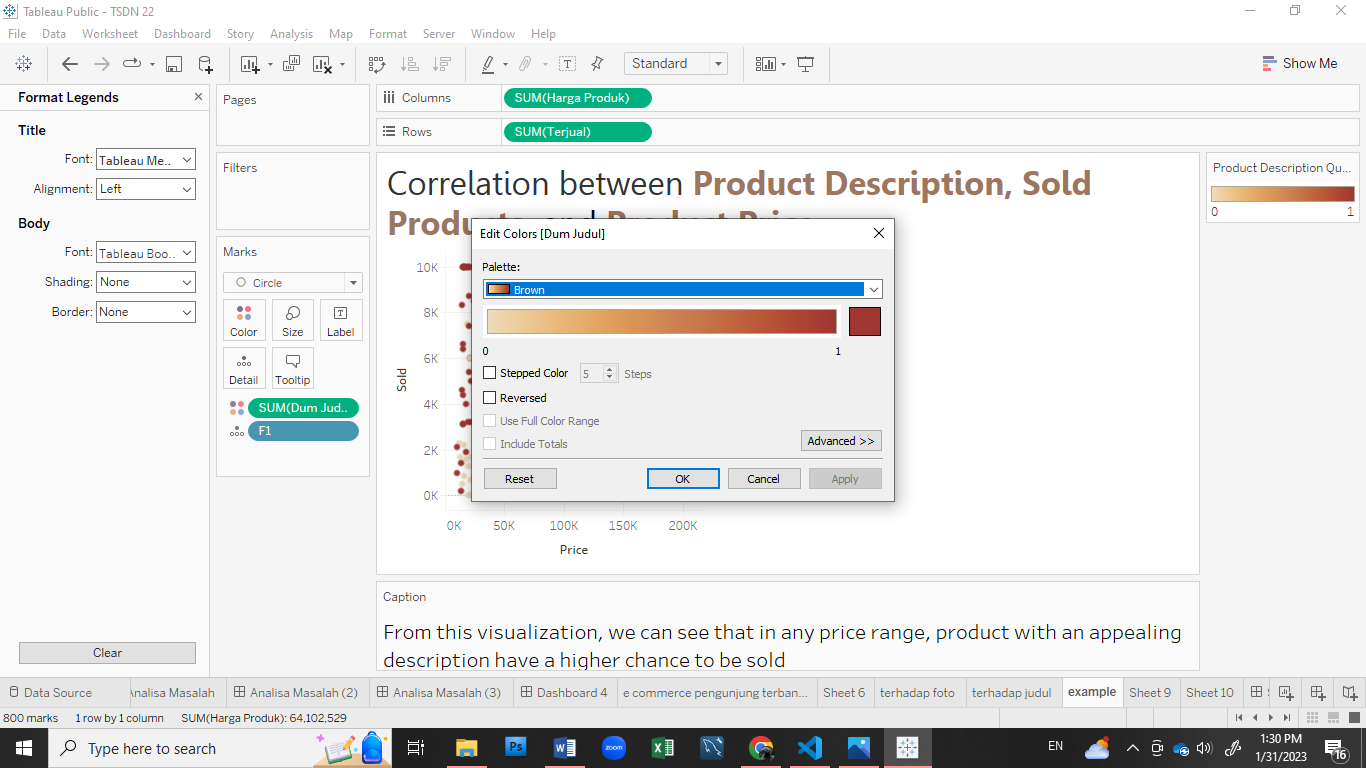 Tableau Public - TSDN 22
File Data Worksheet Dashboard Story Analysis Map Format Server Window Help
Standard
Show Me
Format Legends
Title
Font: Tableau Me..
Alignment: Left
Body
Font: Tableau Boo..
Shading: None
Border: None
Clear
Pages
Filters
Marks
Circle
Color Size Label
Detail Tooltip
SUM(Dum Jud..
F1
Columns SUM(Harga Produk)
Rows SUM(Terjual)
Correlation between Product Description, Sold
Products and Product Price
10K
8K
6K
4K
2K
0K
Sold
0K 50K 100K 150K 200K
Price
Edit Colors [Dum Judul]
Palette:
Brown
0 1
Stepped Color 5 Steps
Reversed
Use Full Color Range
Include Totals
Advanced >>
Reset OK Cancel Apply
Product Description Qu...
0 1
Caption
From this visualization, we can see that in any price range, product with an appealing
description have a higher chance to be sold
Data Source Analisa Masalah Analisa Masalah (2) Analisa Masalah (3) Dashboard 4 e commerce pengunjung terban... Sheet 6 terhadap foto terhadap judul example Sheet 9 Sheet 10
800 marks 1 row by 1 column SUM(Harga Produk): 64,102,529
Type here to search
Ps
W
zoom
EN
1:30 PM
1/31/2023
16